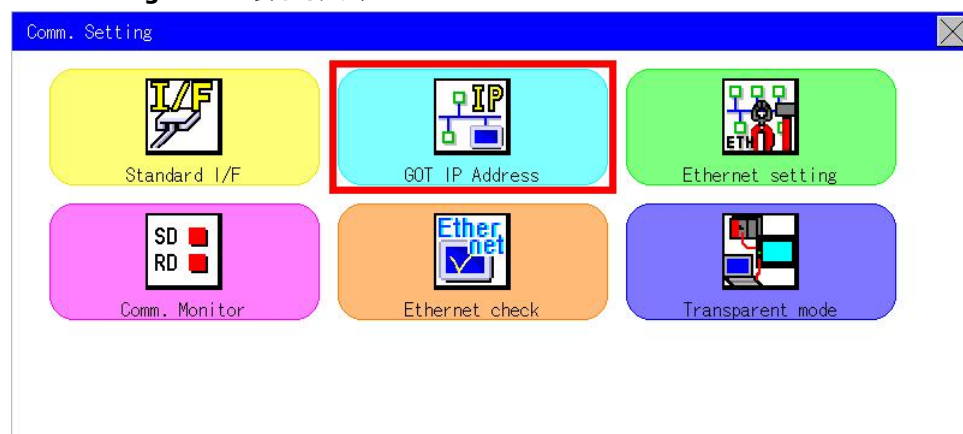 Comm. Setting
I/F
Standard I/F
IP
GOT IP Address
ETH
Ethernet setting
SD
RD
Comm. Monitor
Ether
net
Ethernet check
Transparent mode